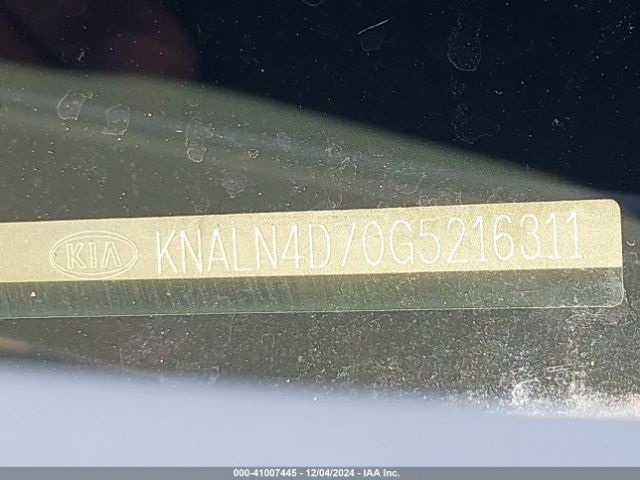 KIA KNALN4D70G5216311
000-41007445 - 12/04/2024 - IAA Inc.